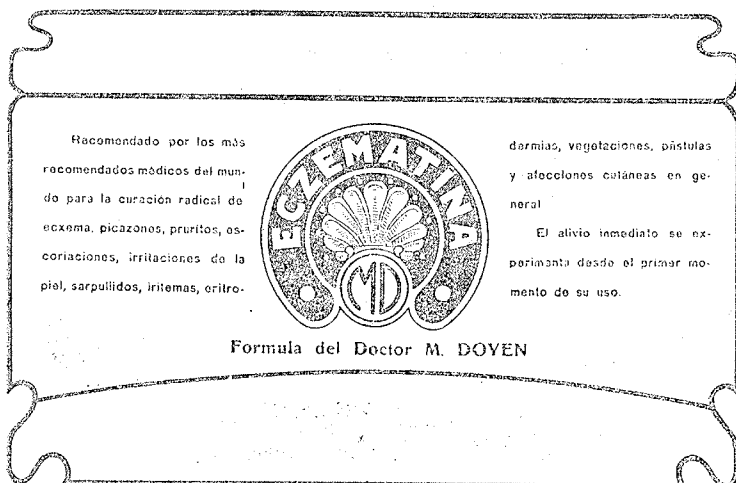 Recomendado por los más
recomendados médicos del mun-
do para la curación radical de
ecxema, picazones, pruritos, es-
coriaciones, irritaciones de la
piel, sarpullidos, iritemas, eritro-
ECZEMATINA
MD
dermias, vegetaciones, pústulas
y afecciones cutáneas en ge-
neral
El alivio inmediato se ex-
perimenta desde el primer mo-
mento de su uso.
Formula del Doctor M. DOYEN